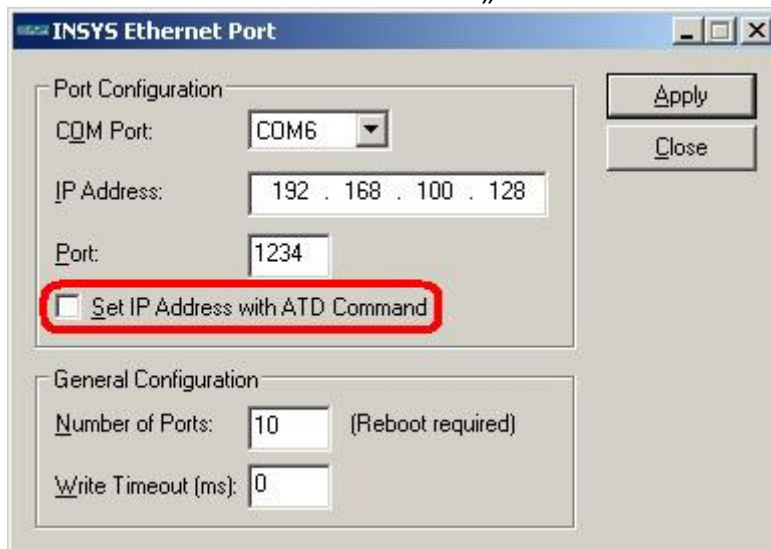 „
INSYS Ethernet Port
Port Configuration
COM Port: COM6
IP Address: 192 . 168 . 100 . 128
Port: 1234
Set IP Address with ATD Command
General Configuration
Number of Ports: 10 (Reboot required)
Write Timeout (ms): 0
Apply
Close